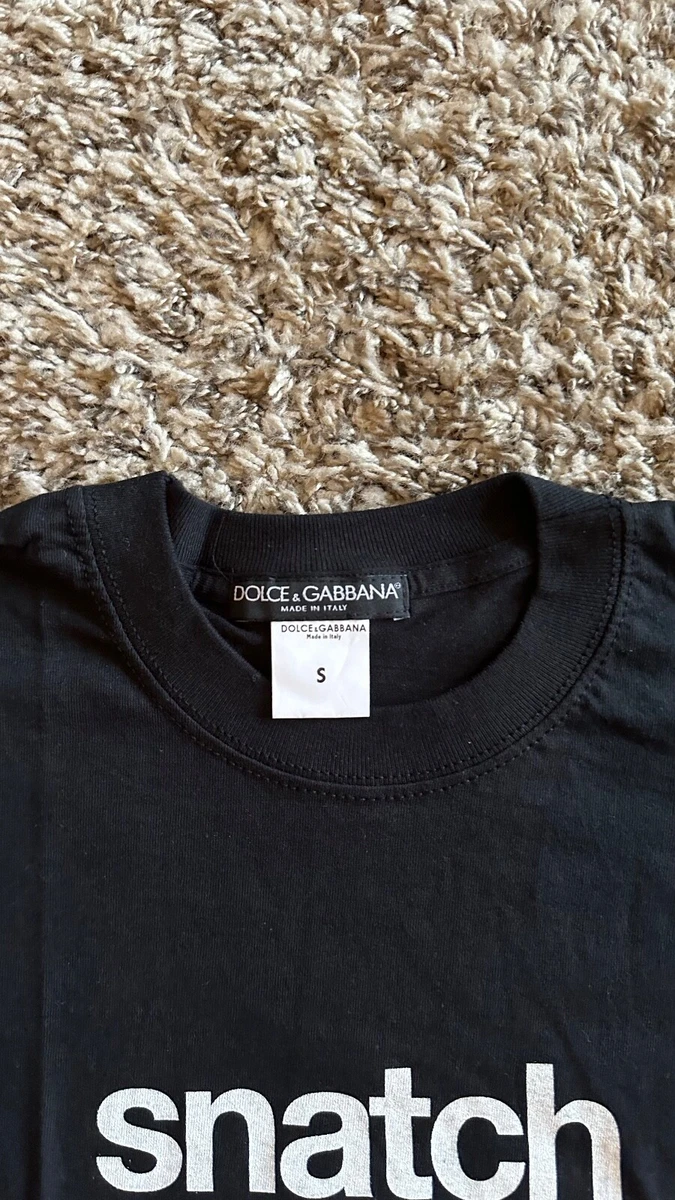 DOLCE & GABBANA®
MADE IN ITALY
DOLCE & GABBANA
Made in Italy
S
snatch